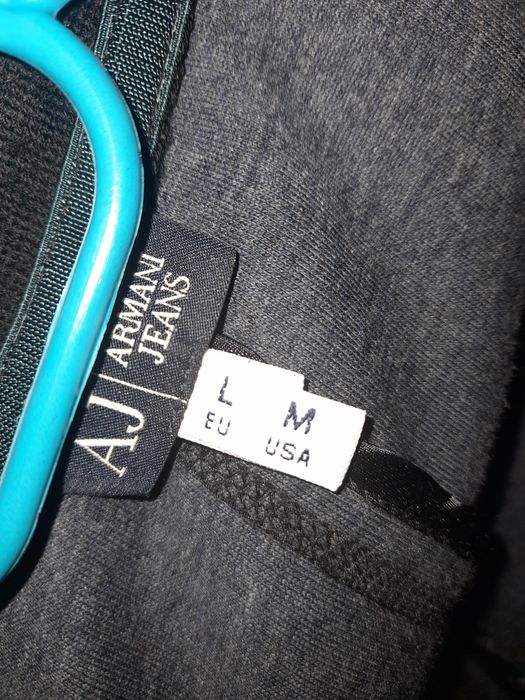 AJ | ARMANI
JEANS
L M
EU USA